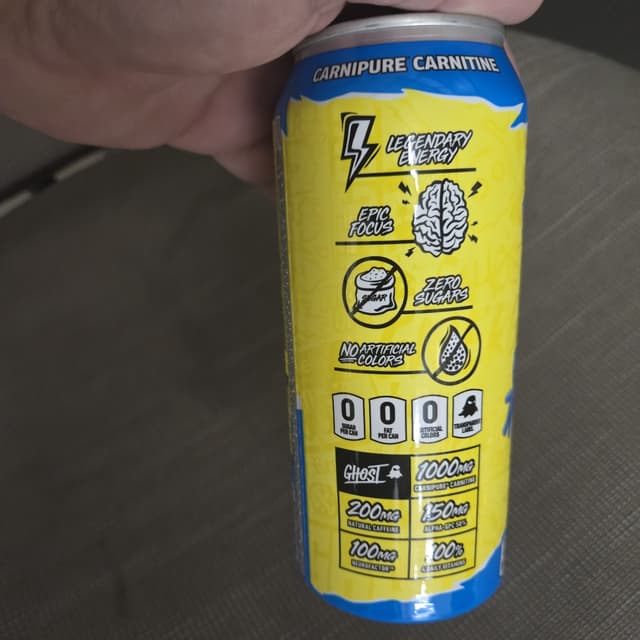 CARNIPURE CARNITINE
LEGENDARY
ENERGY
EPIC
FOCUS
SUGAR
ZERO
SUGARS
NO ARTIFICIAL
COLORS
0 0 0
SUGAR
PER CAN
FAT
PER CAN
ARTIFICIAL
COLORS
TRANSPARENT
LABEL
GHOST
1000MG
CARNIPURE® CARNITINE
200MG
NATURAL CAFFEINE
150MG
ALPHA-GPC 50%
100MG
NEUROFACTOR™
100%